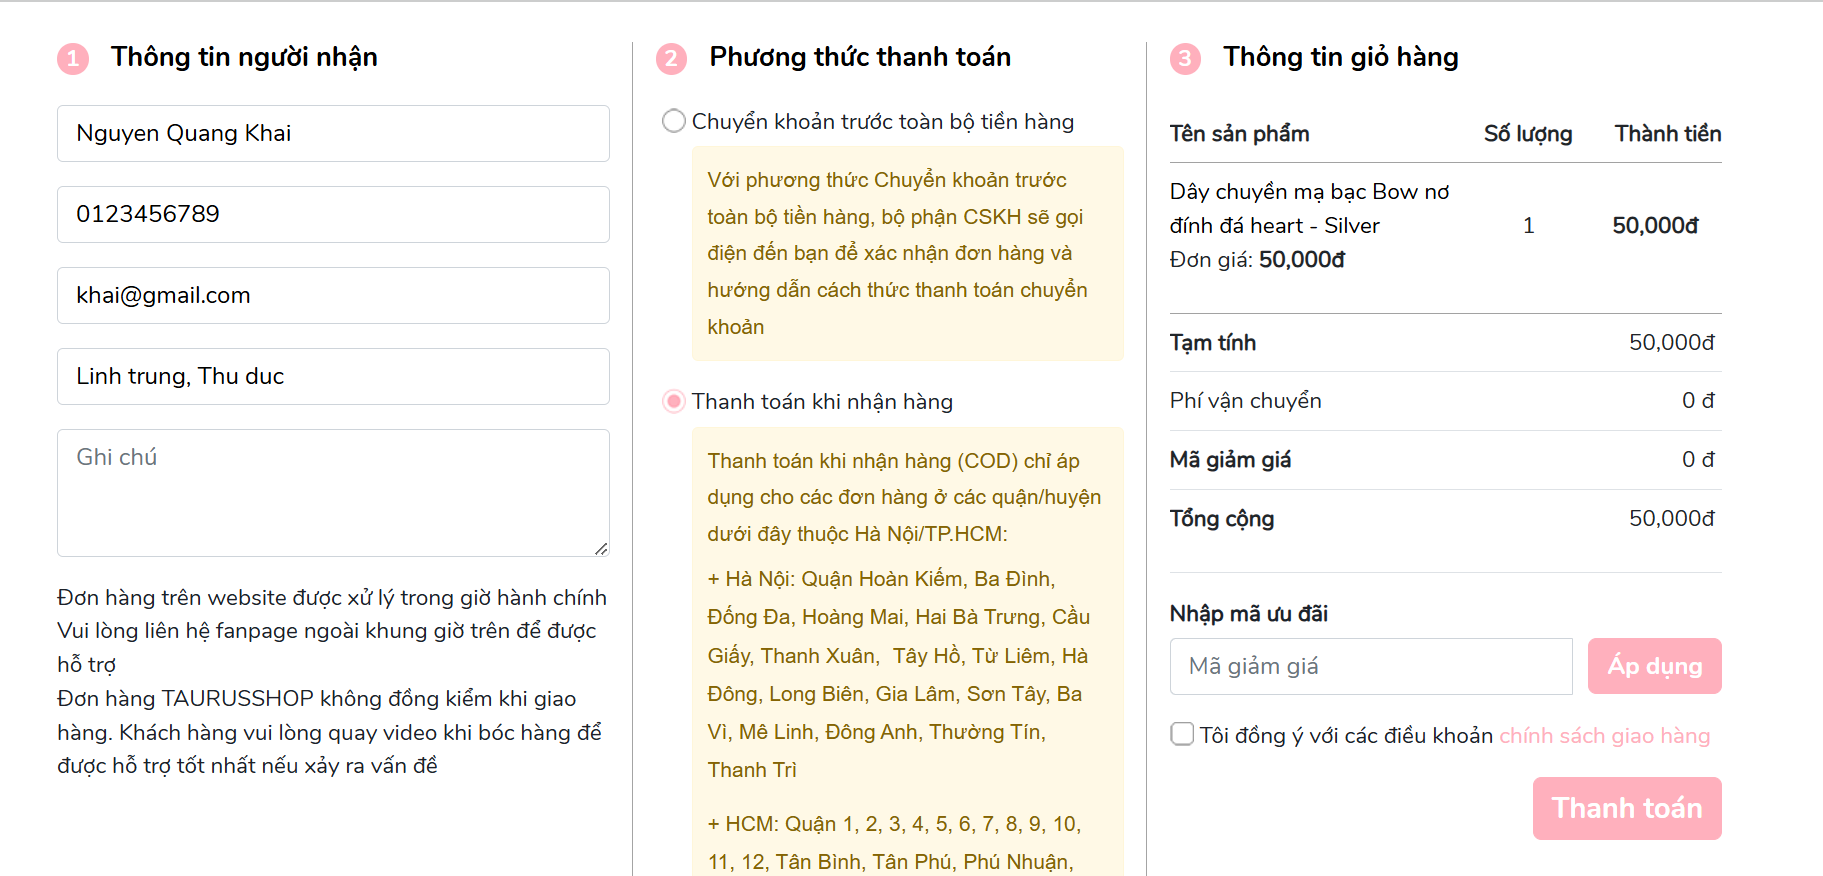 1 Thông tin người nhận
Nguyen Quang Khai
0123456789
khai@gmail.com
Linh trung, Thu duc
Ghi chú
Đơn hàng trên website được xử lý trong giờ hành chính
Vui lòng liên hệ fanpage ngoài khung giờ trên để được
hỗ trợ
Đơn hàng TAURUSSHOP không đồng kiểm khi giao
hàng. Khách hàng vui lòng quay video khi bóc hàng để
được hỗ trợ tốt nhất nếu xảy ra vấn đề
2 Phương thức thanh toán
Chuyển khoản trước toàn bộ tiền hàng
Với phương thức Chuyển khoản trước
toàn bộ tiền hàng, bộ phận CSKH sẽ gọi
điện đến bạn để xác nhận đơn hàng và
hướng dẫn cách thức thanh toán chuyển
khoản
Thanh toán khi nhận hàng
Thanh toán khi nhận hàng (COD) chỉ áp
dụng cho các đơn hàng ở các quận/huyện
dưới đây thuộc Hà Nội/TP.HCM:
+ Hà Nội: Quận Hoàn Kiếm, Ba Đình,
Đống Đa, Hoàng Mai, Hai Bà Trưng, Cầu
Giấy, Thanh Xuân, Tây Hồ, Từ Liêm, Hà
Đông, Long Biên, Gia Lâm, Sơn Tây, Ba
Vì, Mê Linh, Đông Anh, Thường Tín,
Thanh Trì
+ HCM: Quận 1, 2, 3, 4, 5, 6, 7, 8, 9, 10,
11, 12, Tân Bình, Tân Phú, Phú Nhuận,
3 Thông tin giỏ hàng
Tên sản phẩm Số lượng Thành tiền
Dây chuyền mạ bạc Bow nơ
đính đá heart - Silver 1 50,000đ
Đơn giá: 50,000đ
Tạm tính 50,000đ
Phí vận chuyển 0 đ
Mã giảm giá 0 đ
Tổng cộng 50,000đ
Nhập mã ưu đãi
Mã giảm giá Áp dụng
Tôi đồng ý với các điều khoản chính sách giao hàng
Thanh toán